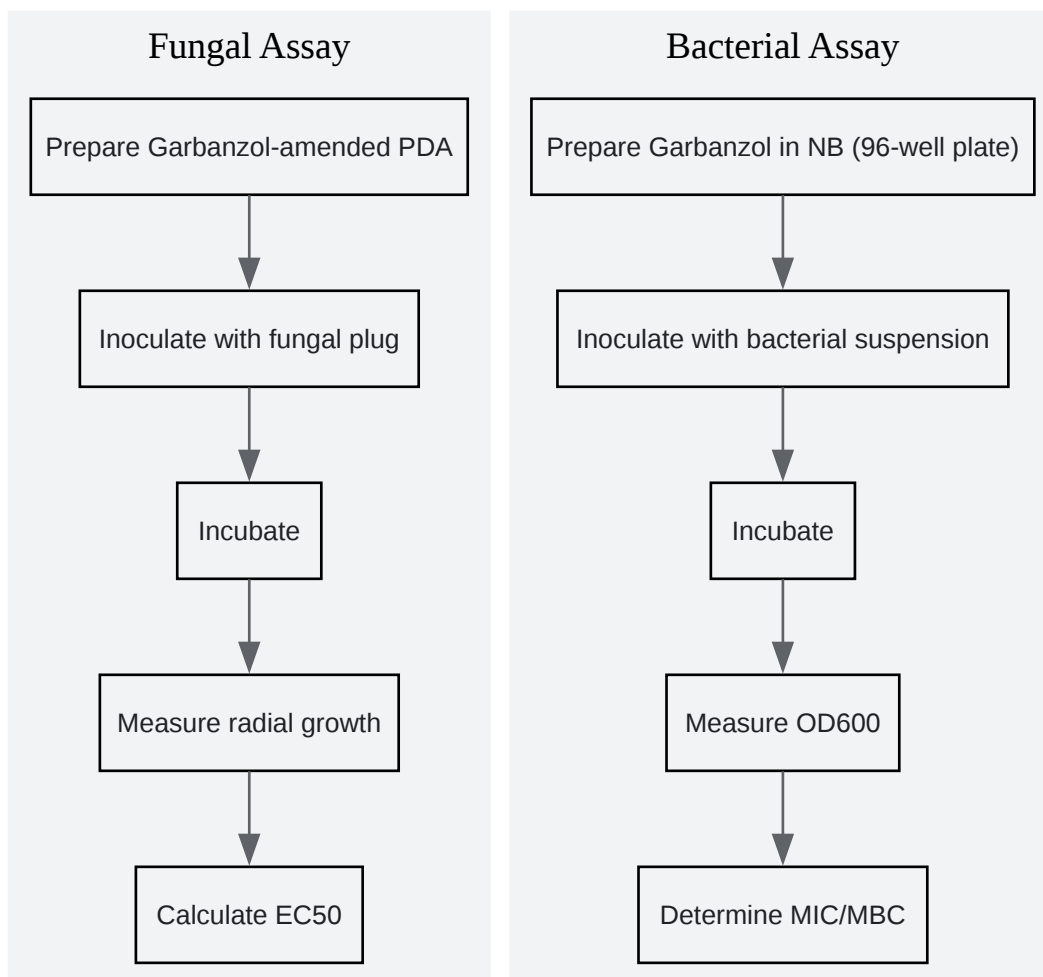 Fungal Assay
Prepare Garbanzol-amended PDA
Inoculate with fungal plug
Incubate
Measure radial growth
Calculate EC50
Bacterial Assay
Prepare Garbanzol in NB (96-well plate)
Inoculate with bacterial suspension
Incubate
Measure OD600
Determine MIC/MBC